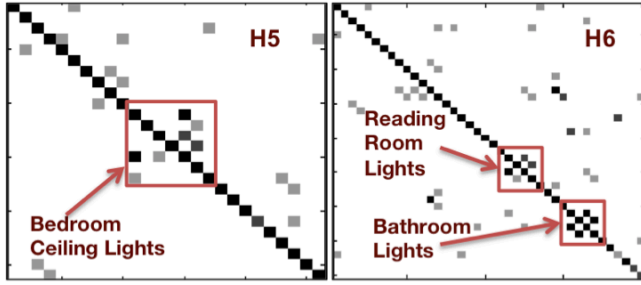 H5
Bedroom
Ceiling Lights
H6
Reading
Room
Lights
Bathroom
Lights